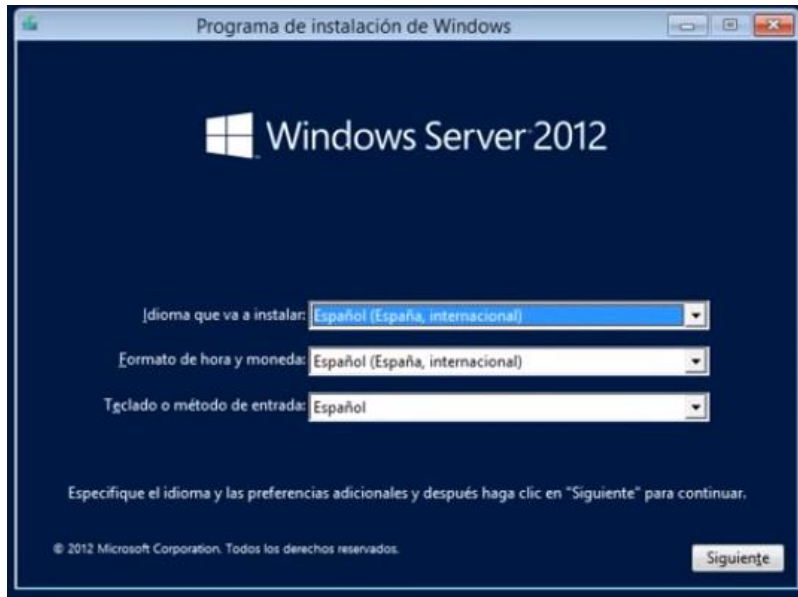 Programa de instalación de Windows
Windows Server 2012
Idioma que va a instalar: Español (España, internacional)
Formato de hora y moneda: Español (España, internacional)
Teclado o método de entrada: Español
Especifique el idioma y las preferencias adicionales y después haga clic en "Siguiente" para continuar.
© 2012 Microsoft Corporation. Todos los derechos reservados.
Siguiente